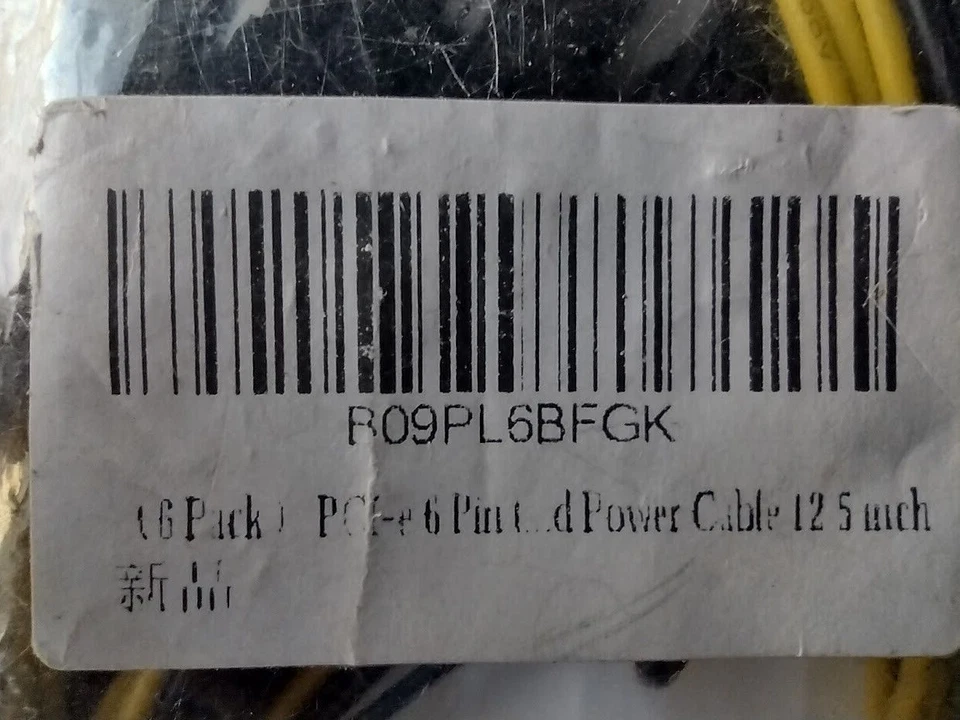 B09PL6BFGK
(6 Pack) PCI-e 6 Pin Power Cable 12.5 inch
新品